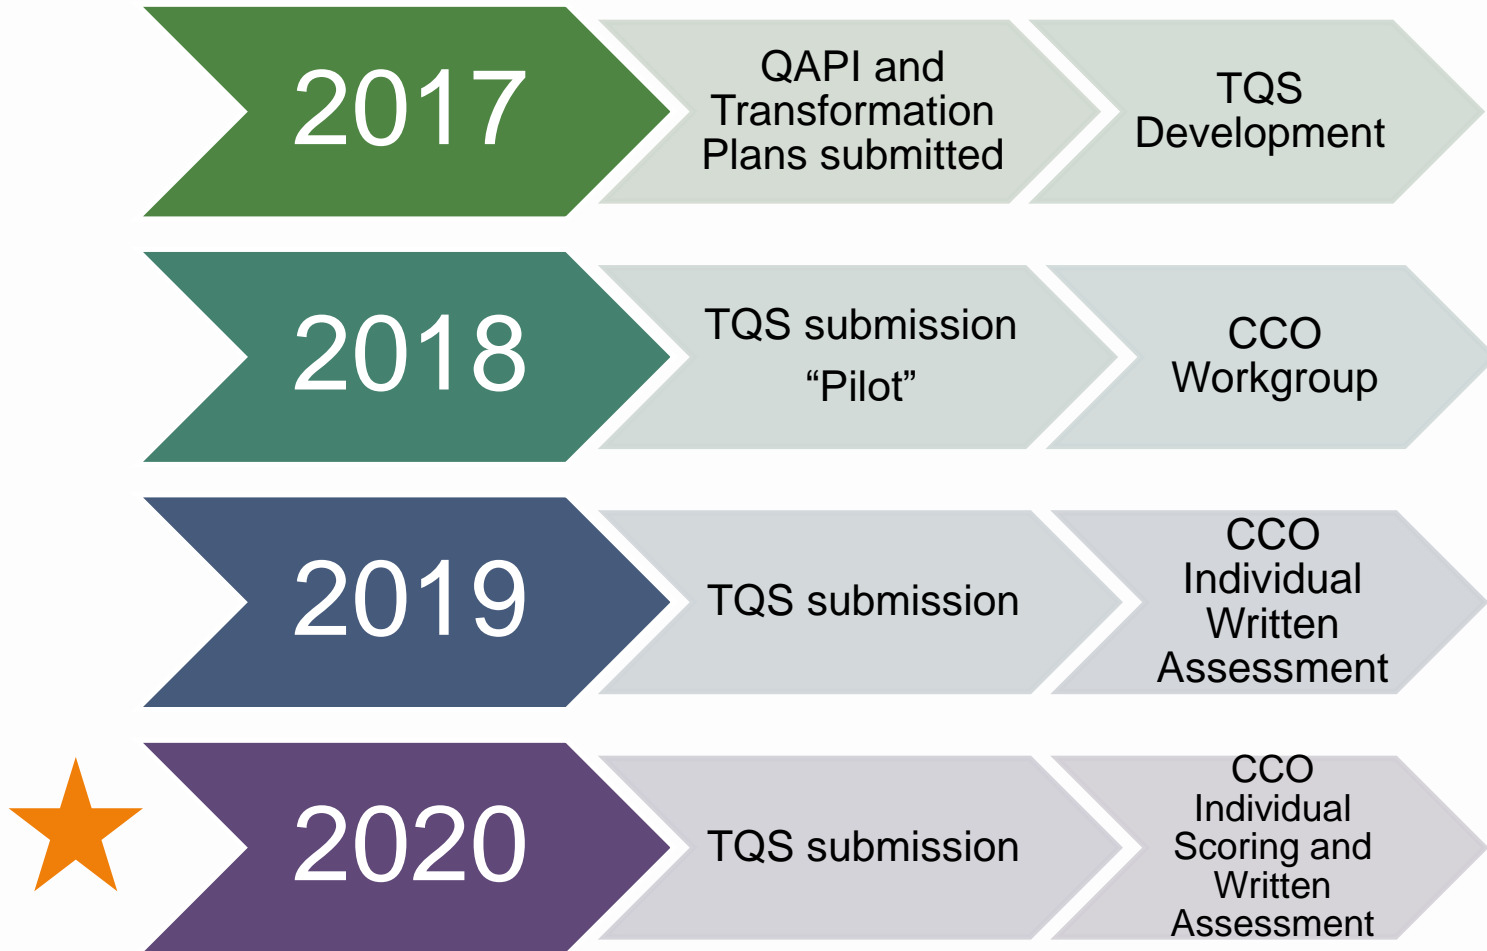 2017
QAPI and
Transformation
Plans submitted
TQS
Development
2018
TQS submission
“Pilot”
CCO
Workgroup
2019
TQS submission
CCO
Individual
Written
Assessment
2020
TQS submission
CCO
Individual
Scoring and
Written
Assessment